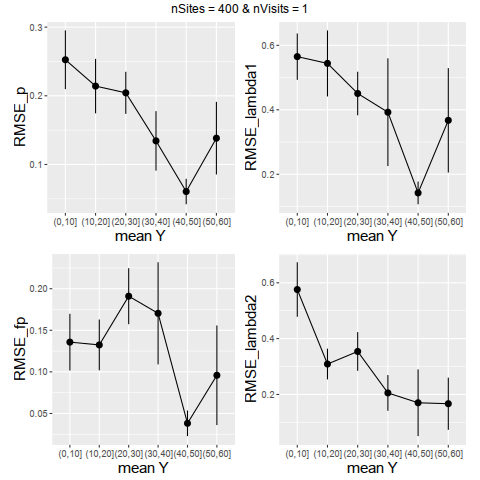 nSites = 400 & nVisits = 1
RMSE_p
0.3
0.2
0.1
(0,10] (10,20] (20,30] (30,40] (40,50] (50,60]
mean Y
RMSE_lambda1
0.6
0.4
0.2
(0,10] (10,20] (20,30] (30,40] (40,50] (50,60]
mean Y
RMSE_fp
0.20
0.15
0.10
0.05
(0,10] (10,20] (20,30] (30,40] (40,50] (50,60]
mean Y
RMSE_lambda2
0.6
0.4
0.2
(0,10] (10,20] (20,30] (30,40] (40,50] (50,60]
mean Y